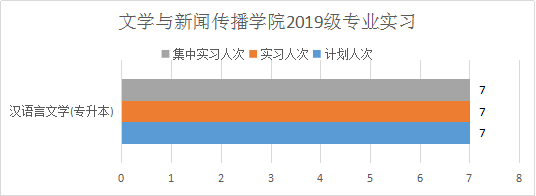 文学与新闻传播学院2019级专业实习
集中实习人次 实习人次 计划人次
7
汉语言文学(专升本) 7
7
0 1 2 3 4 5 6 7 8